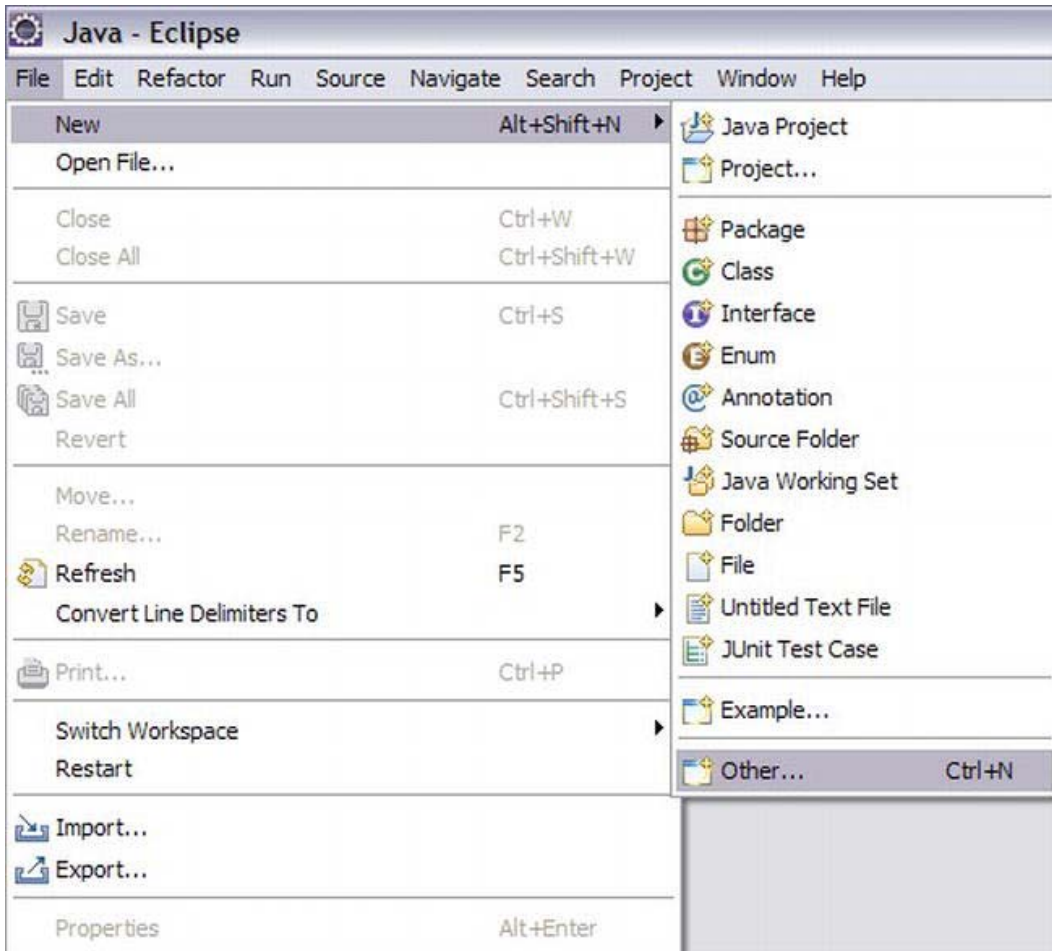 Java - Eclipse
File Edit Refactor Run Source Navigate Search Project Window Help
New Alt+Shift+N
Open File...
Close Ctrl+W
Close All Ctrl+Shift+W
Save Ctrl+S
Save As...
Save All Ctrl+Shift+S
Revert
Move...
Rename... F2
Refresh F5
Convert Line Delimiters To
Print... Ctrl+P
Switch Workspace
Restart
Import...
Export...
Properties Alt+Enter
Java Project
Project...
Package
Class
Interface
Enum
Annotation
Source Folder
Java Working Set
Folder
File
Untitled Text File
JUnit Test Case
Example...
Other... Ctrl+N